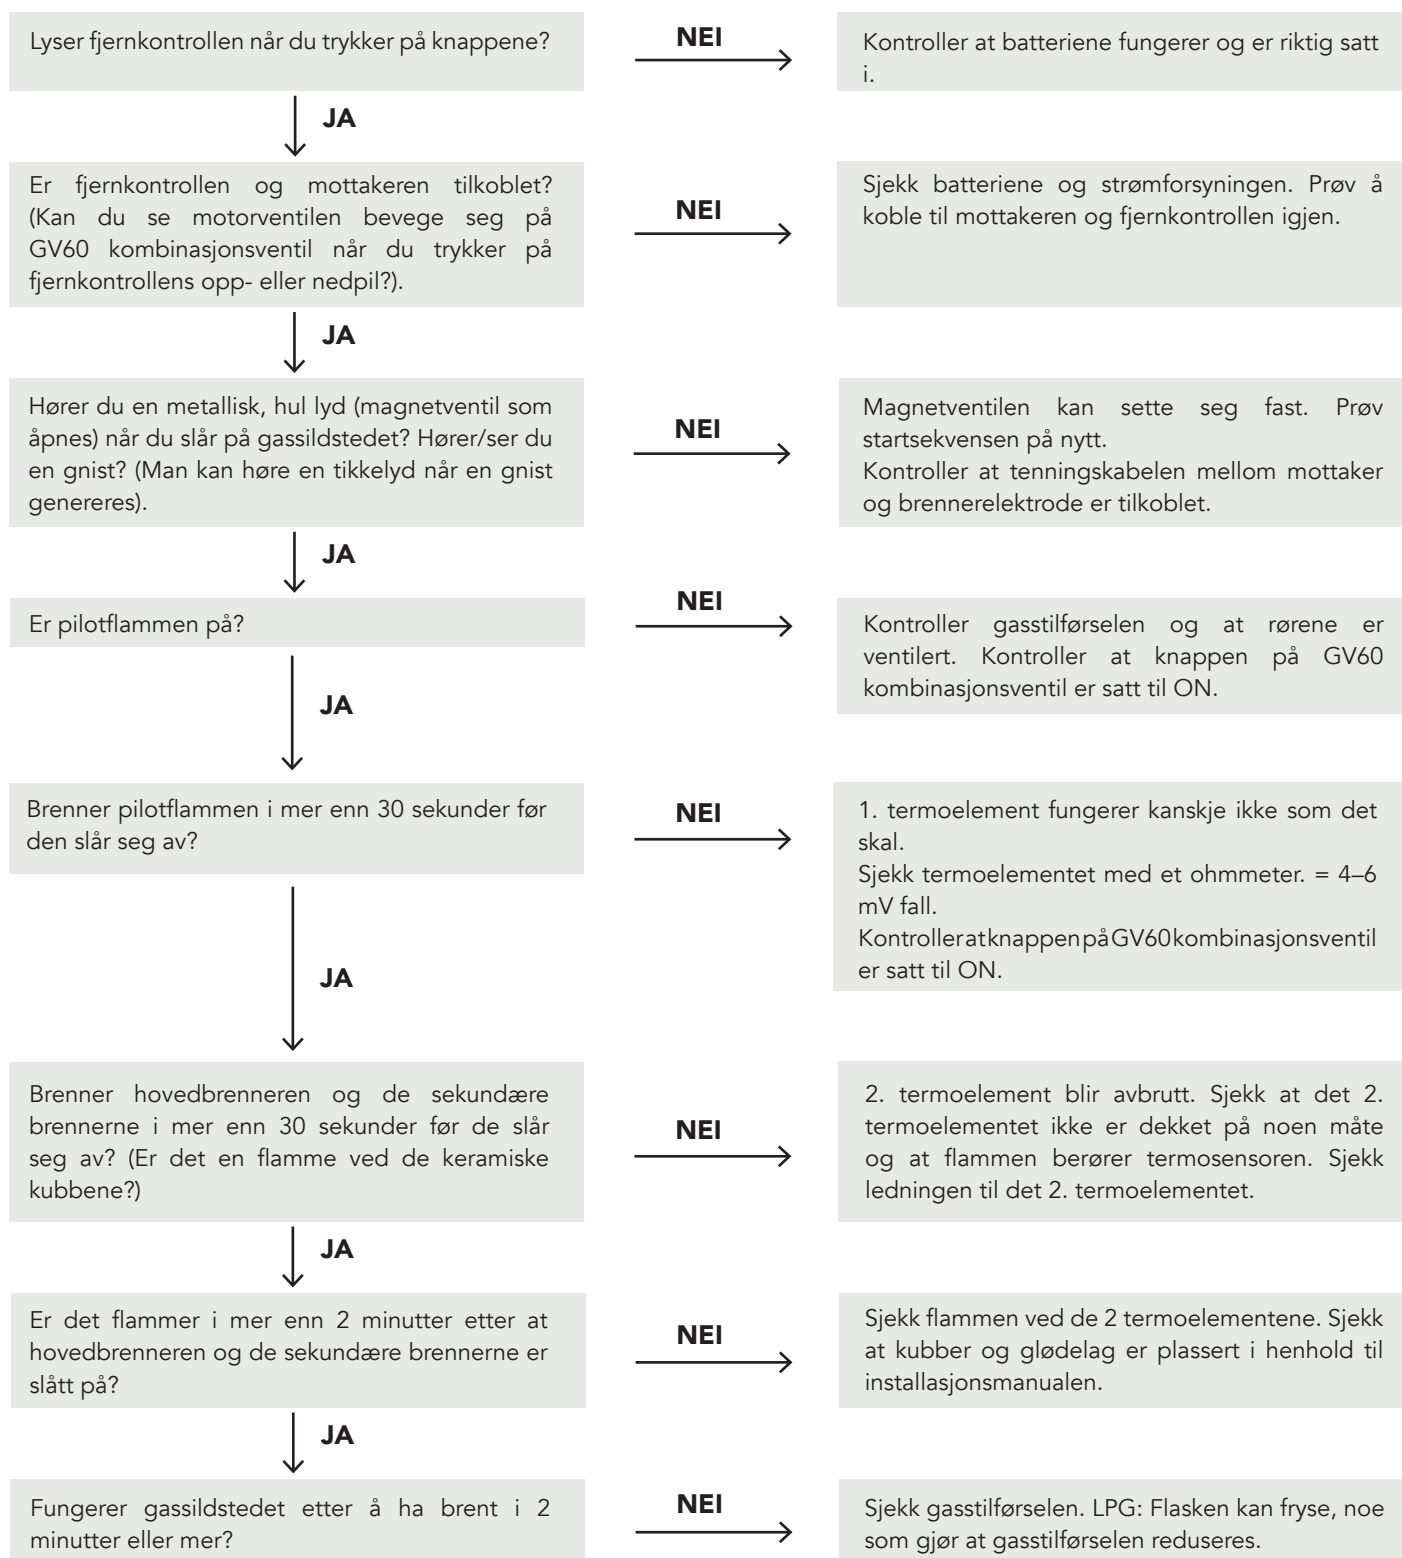 Lyser fjernkontrollen når du trykker på knappene?
NEI
Kontroller at batteriene fungerer og er riktig satt
i.
JA
Er fjernkontrollen og mottakeren tilkoblet?
(Kan du se motorventilen bevege seg på
GV60 kombinasjonsventil når du trykker på
fjernkontrollens opp- eller nedpil?).
NEI
Sjekk batteriene og strømforsyningen. Prøv å
koble til mottakeren og fjernkontrollen igjen.
JA
Hører du en metallisk, hul lyd (magnetventil som
åpnes) når du slår på gassildstedet? Hører/ser du
en gnist? (Man kan høre en tikkelyd når en gnist
genereres).
NEI
Magnetventilen kan sette seg fast. Prøv
startsekvensen på nytt.
Kontroller at tenningskabelen mellom mottaker
og brennerelektrode er tilkoblet.
JA
Er pilotflammen på?
NEI
Kontroller gasstilførselen og at rørene er
ventilert. Kontroller at knappen på GV60
kombinasjonsventil er satt til ON.
JA
Brenner pilotflammen i mer enn 30 sekunder før
den slår seg av?
NEI
1. termoelement fungerer kanskje ikke som det
skal.
Sjekk termoelementet med et ohmmeter. = 4–6
mV fall.
Kontroller at knappen på GV60 kombinasjonsventil
er satt til ON.
JA
Brenner hovedbrenneren og de sekundære
brennerne i mer enn 30 sekunder før de slår
seg av? (Er det en flamme ved de keramiske
kubbene?)
NEI
2. termoelement blir avbrutt. Sjekk at det 2.
termoelementet ikke er dekket på noen måte
og at flammen berører termosensoren. Sjekk
ledningen til det 2. termoelementet.
JA
Er det flammer i mer enn 2 minutter etter at
hovedbrenneren og de sekundære brennerne er
slått på?
NEI
Sjekk flammen ved de 2 termoelementene. Sjekk
at kubber og glødelag er plassert i henhold til
installasjonsmanualen.
JA
Fungerer gassildstedet etter å ha brent i 2
minutter eller mer?
NEI
Sjekk gasstilførselen. LPG: Flasken kan fryse, noe
som gjør at gasstilførselen reduseres.